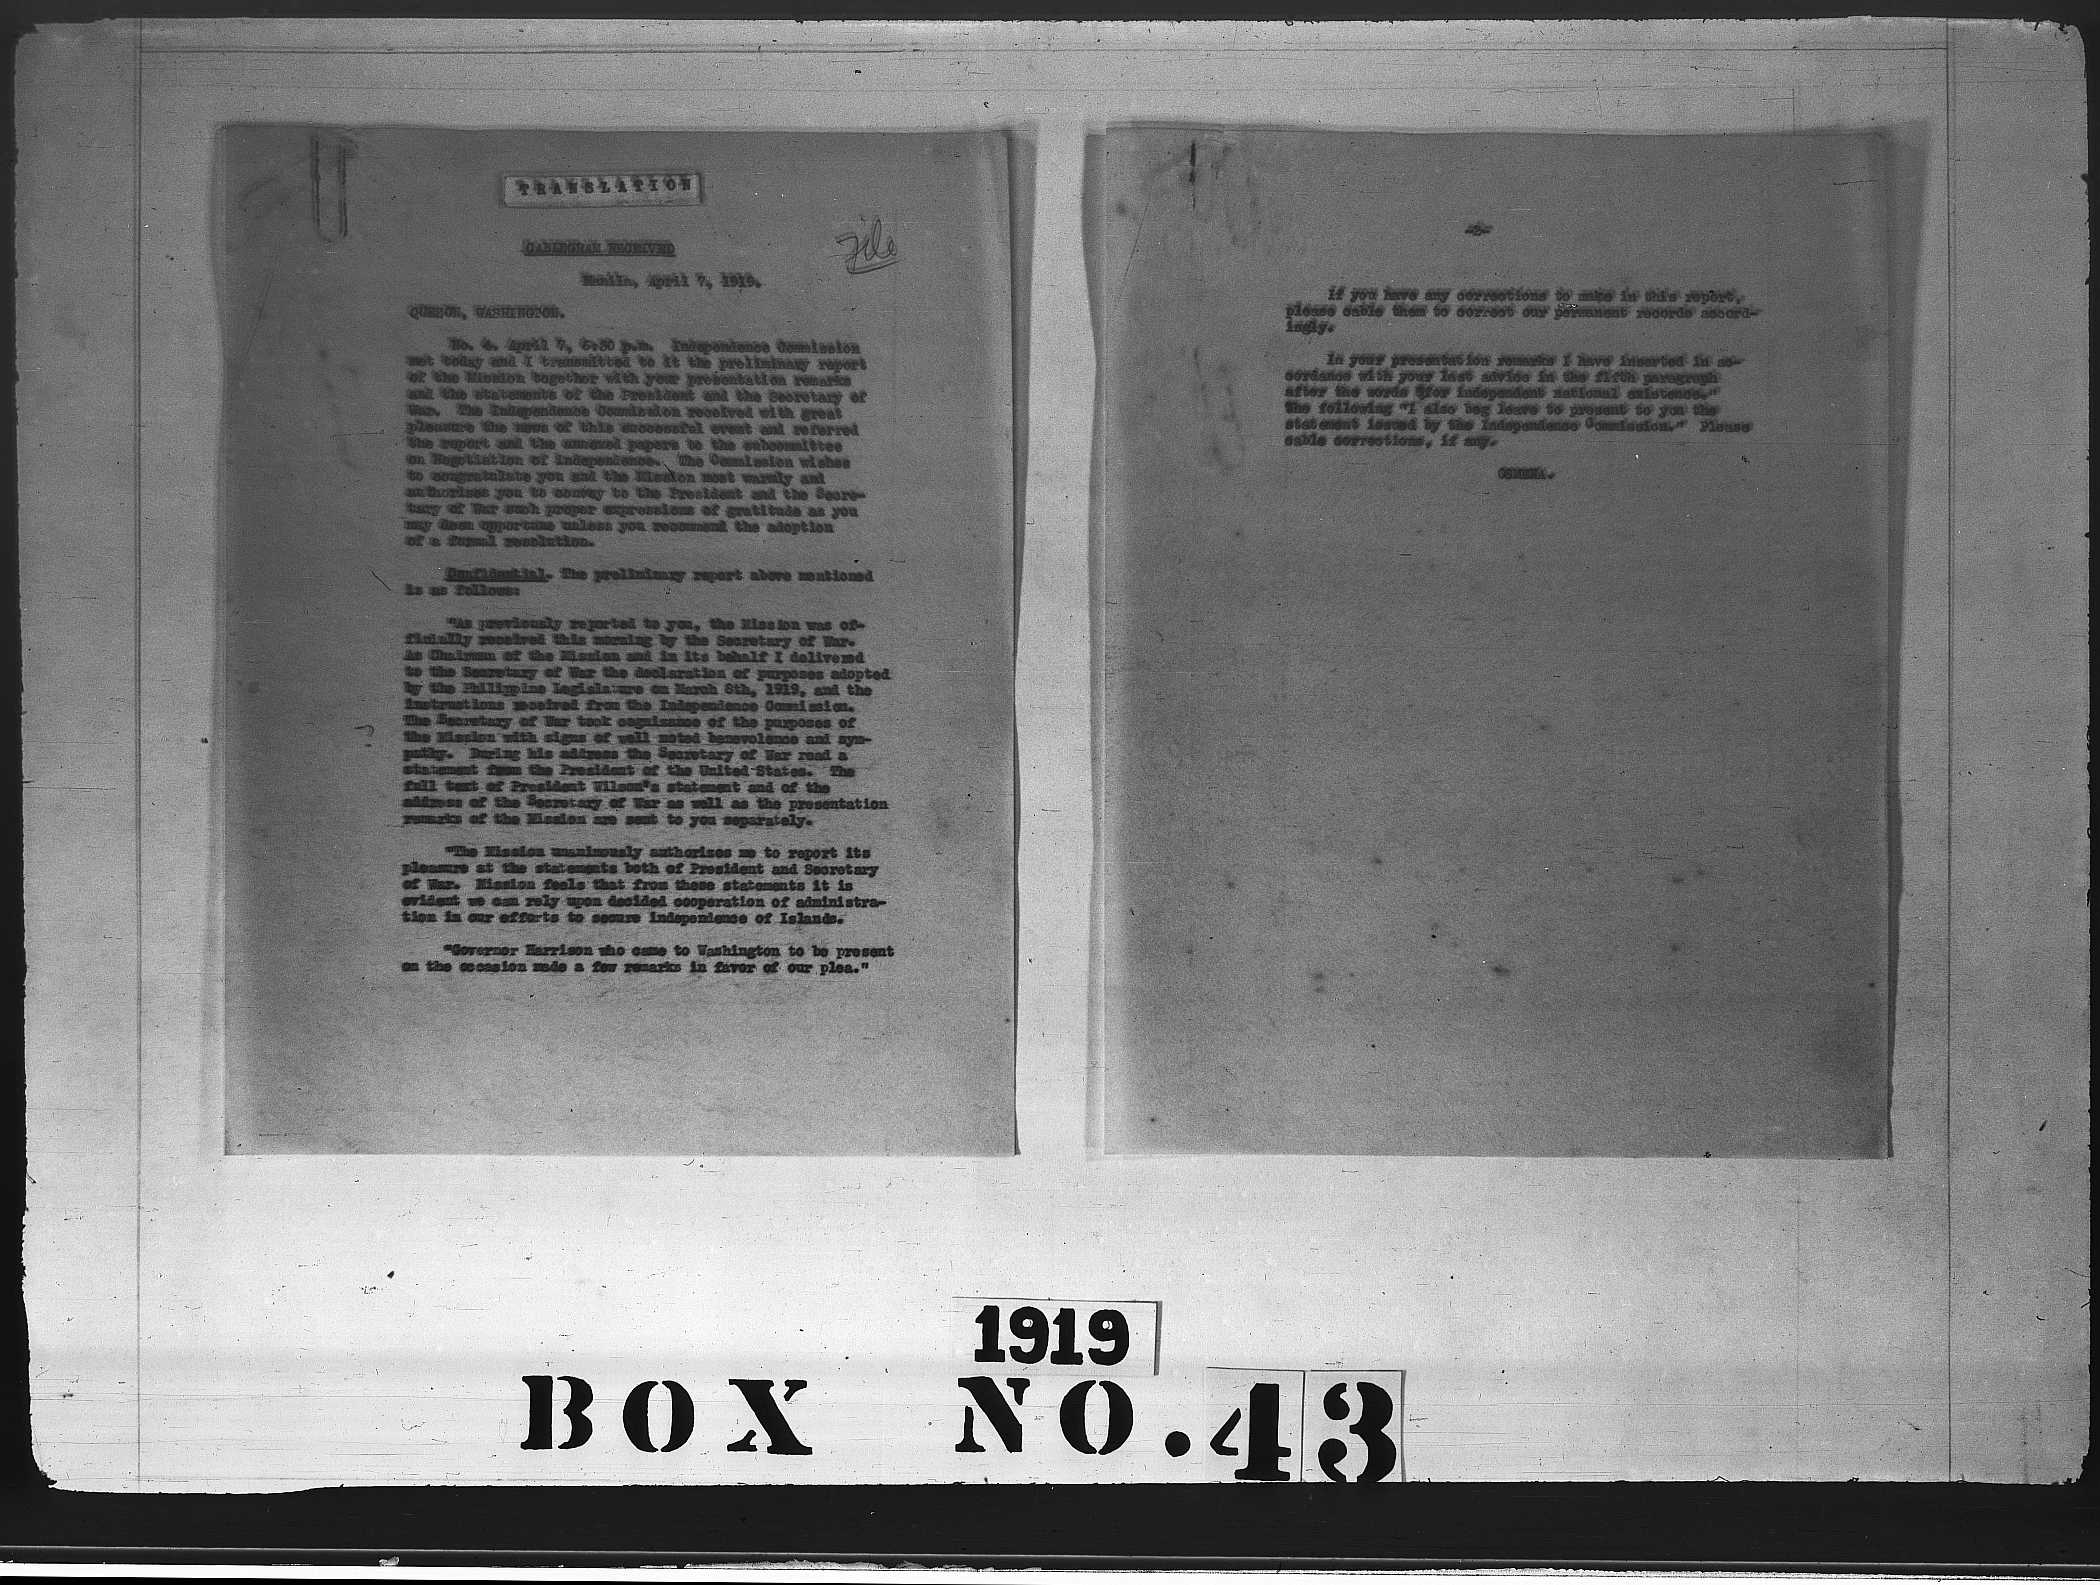 TRANSLATION
CABLEGRAM RECEIVED
File
Manila, April 7, 1919.
QUEZON, WASHINGTON.
No. 4. April 7, 6:30 p.m. Independence Commission
met today and I transmitted to it the preliminary report
of the Mission together with your presentation remarks
and the statements of the President and the Secretary of
War. The Independence Commission received with great
pleasure the news of this successful event and referred
the report and the annexed papers to the subcommittee
on Negotiation of Independence. The Commission wishes
to congratulate you and the Mission most warmly and
authorizes you to convey to the President and the Secre-
tary of War such proper expressions of gratitude as you
may deem opportune unless you recommend the adoption
of a formal resolution.
Confidential. The preliminary report above mentioned
is as follows:
"As previously reported to you, the Mission was of-
ficially received this morning by the Secretary of War.
As Chairman of the Mission and in its behalf I delivered
to the Secretary of War the declaration of purposes adopted
by the Philippine Legislature on March 8th, 1919, and the
instructions received from the Independence Commission.
The Secretary of War took cognizance of the purposes of
the Mission with signs of well noted benevolence and sym-
pathy. During his address the Secretary of War read a
statement from the President of the United States. The
full text of President Wilson's statement and of the
address of the Secretary of War as well as the presentation
remarks of the Mission are sent to you separately.
"The Mission unanimously authorizes me to report its
pleasure at the statements both of President and Secretary
of War. Mission feels that from these statements it is
evident we can rely upon decided cooperation of administra-
tion in our efforts to secure independence of Islands.
"Governor Harrison who came to Washington to be present
on the occasion made a few remarks in favor of our plea."
-2-
If you have any corrections to make in this report,
please cable them to correct our permanent records accord-
ingly.
In your presentation remarks I have inserted in ac-
cordance with your last advice in the fifth paragraph
after the words "for independent national existence,"
the following "I also beg leave to present to you the
statement issued by the Independence Commission." Please
cable corrections, if any.
OSMENA.
1919
BOX NO. 43